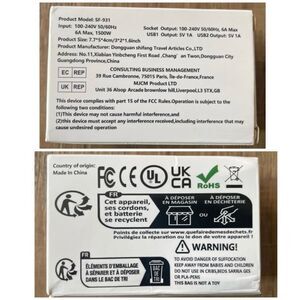 Product Model: SF-931
Input: 100-240V 50/60Hz
6A Max, 1500W
Socket Output: 100-240V 50/60Hz, 6A Max
USB1 Output: 5V 1A USB2 Output: 5V 1A
Product Size: 7.7*5*4cm/3*2*1.6inch
Product Manufacturer: Dongguan shifang Travel Articles Co.,Ltd
Address: No.11,Xiabian Yinbcheng First Road ,Chang' an Twon,Dongguan City
Guangdong Province,China
CONSULTING BUSINESS MANAGEMENT
EC REP
39 Rue Cambronne, 75015 Paris, Île-de-France,France
MJCM Product LTD
UK REP
Unit 36 Alsop Arcade brownlow hill,Liverpool,L3 5TX,GB
This device complies with part 15 of the FCC Rules.Operation is subject to
the following two conditions:
(1)this device may not cause harmful interference, and
(2)this device must accept any interference received,including
interference that may cause undesired operation.
Country of origin:
Made In China
FC CE UL UK CA RoHS
FR
Cet appareil,
ses cordons,
et batterie
se recyclent
À DÉPOSER
EN MAGASIN
OU
À DÉPOSER
EN DÉCHÈTERIE
Points de collecte sur www.quefairedemesdechets.fr
Privilégiez la réparation ou le don de votre appareil !
FR
ÉLÉMENTS D'EMBALLAGE
À SÉPARER ET À DÉPOSER
DANS LE BAC DE TRI
WARNING!
TO AVOID DANGER OF SUFFOCATION
KEEP AWAY FROM BABIES AND CHILDREN
DO NOT USE IN CRIBS,BEDS
THIS BAG IS NOT A TOY